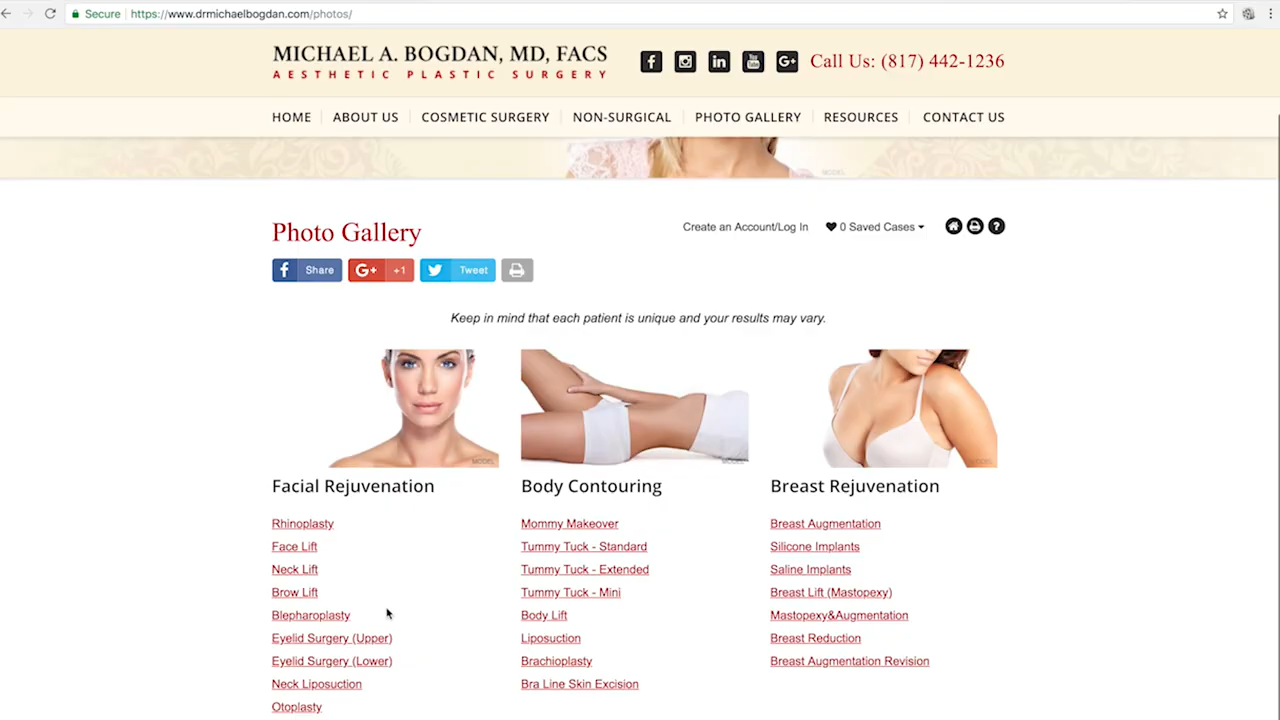 Secure https://www.drmichaelbogdan.com/photos/
MICHAEL A. BOGDAN, MD, FACS
AESTHETIC PLASTIC SURGERY
Call Us: (817) 442-1236
HOME ABOUT US COSMETIC SURGERY NON-SURGICAL PHOTO GALLERY RESOURCES CONTACT US
MODEL
Photo Gallery
Create an Account/Log In 0 Saved Cases
Share +1 Tweet
Keep in mind that each patient is unique and your results may vary.
MODEL MODEL MODEL
Facial Rejuvenation
Rhinoplasty
Face Lift
Neck Lift
Brow Lift
Blepharoplasty
Eyelid Surgery (Upper)
Eyelid Surgery (Lower)
Neck Liposuction
Otoplasty
Body Contouring
Mommy Makeover
Tummy Tuck - Standard
Tummy Tuck - Extended
Tummy Tuck - Mini
Body Lift
Liposuction
Brachioplasty
Bra Line Skin Excision
Breast Rejuvenation
Breast Augmentation
Silicone Implants
Saline Implants
Breast Lift (Mastopexy)
Mastopexy&Augmentation
Breast Reduction
Breast Augmentation Revision